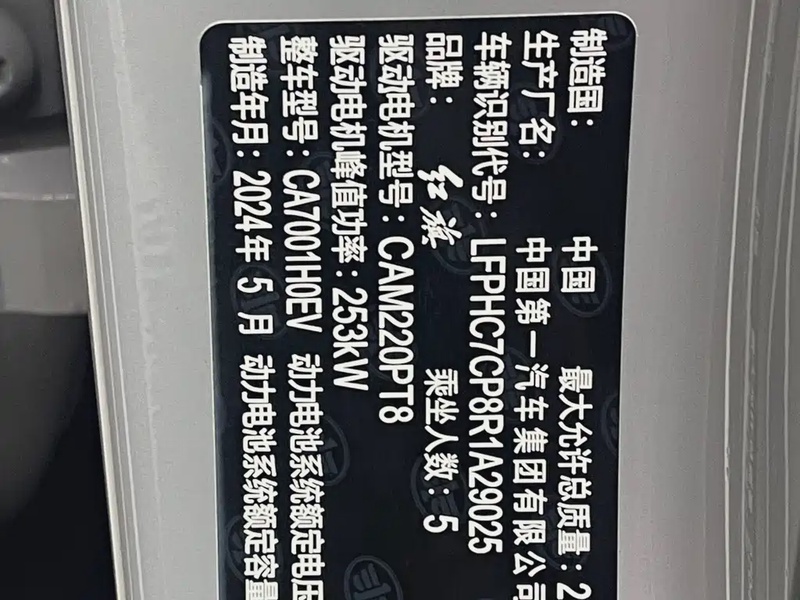 制造国： 中国 最大允许总质量：2
生产厂名： 中国第一汽车集团有限公司
车辆识别代号：LFPHC7CP8R1A29025
品牌： 红旗 乘坐人数：5
驱动电机型号：CAM220PT8
驱动电机峰值功率：253kW
整车型号：CA7001H0EV 动力电池系统额定电压
制造年月：2024年 5 月 动力电池系统额定容量